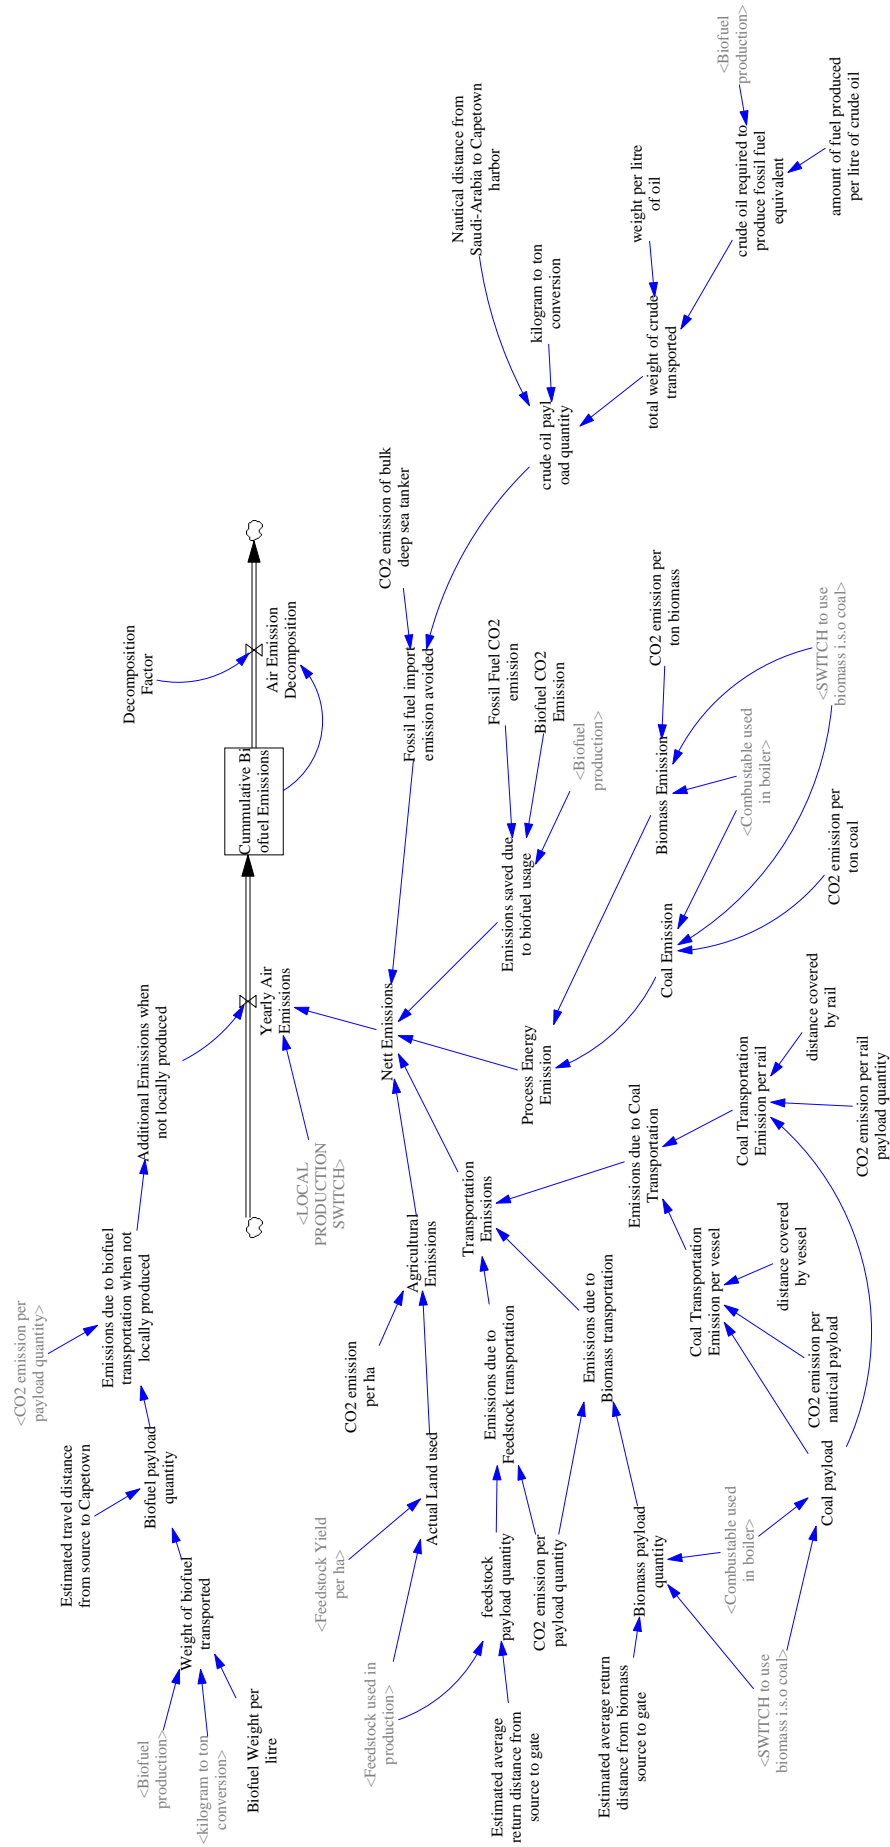 <CO2 emission per
payload quantity>
Estimated travel distance
from source to Capetown
Emissions due to biofuel
transportation when not
locally produced
Additional Emissions when
not locally produced
Biofuel payload
quantity
Weight of biofuel
transported
<Biofuel
production>
<kilogram to ton
conversion>
Biofuel Weight per
litre
Decomposition
Factor
Cummulative Bi
ofuel Emissions
Air Emission
Decomposition
Yearly Air
Emissions
<LOCAL
PRODUCTION
SWITCH>
Nett Emissions
Fossil fuel import
emission avoided
CO2 emission of bulk
deep sea tanker
Nautical distance from
Saudi-Arabia to Capetown
harbor
kilogram to ton
conversion
crude oil payl
oad quantity
weight per litre
of oil
total weight of crude
transported
<Biofuel
production>
crude oil required to
produce fossil fuel
equivalent
amount of fuel produced
per litre of crude oil
Fossil Fuel CO2
emission
Biofuel CO2
Emission
<Biofuel
production>
Emissions saved due
to biofuel usage
CO2 emission per
ton biomass
Biomass Emission
<Combustable used
in boiler>
<SWITCH to use
biomass i.s.o coal>
CO2 emission per
ton coal
Coal Emission
Process Energy
Emission
CO2 emission
per ha
Agricultural
Emissions
Transportation
Emissions
<Feedstock Yield
per ha>
Actual Land used
<Feedstock used in
production>
feedstock
payload quantity
Emissions due to
Feedstock transportation
CO2 emission per
payload quantity
Estimated average
return distance from
source to gate
Emissions due to
Biomass transportation
Biomass payload
quantity
Estimated average return
distance from biomass
source to gate
<Combustable used
in boiler>
<SWITCH to use
biomass i.s.o coal>
Coal payload
Emissions due to Coal
Transportation
Coal Transportation
Emission per vessel
distance covered
by vessel
CO2 emission per
nautical payload
Coal Transportation
Emission per rail
distance covered
by rail
CO2 emission per rail
payload quantity